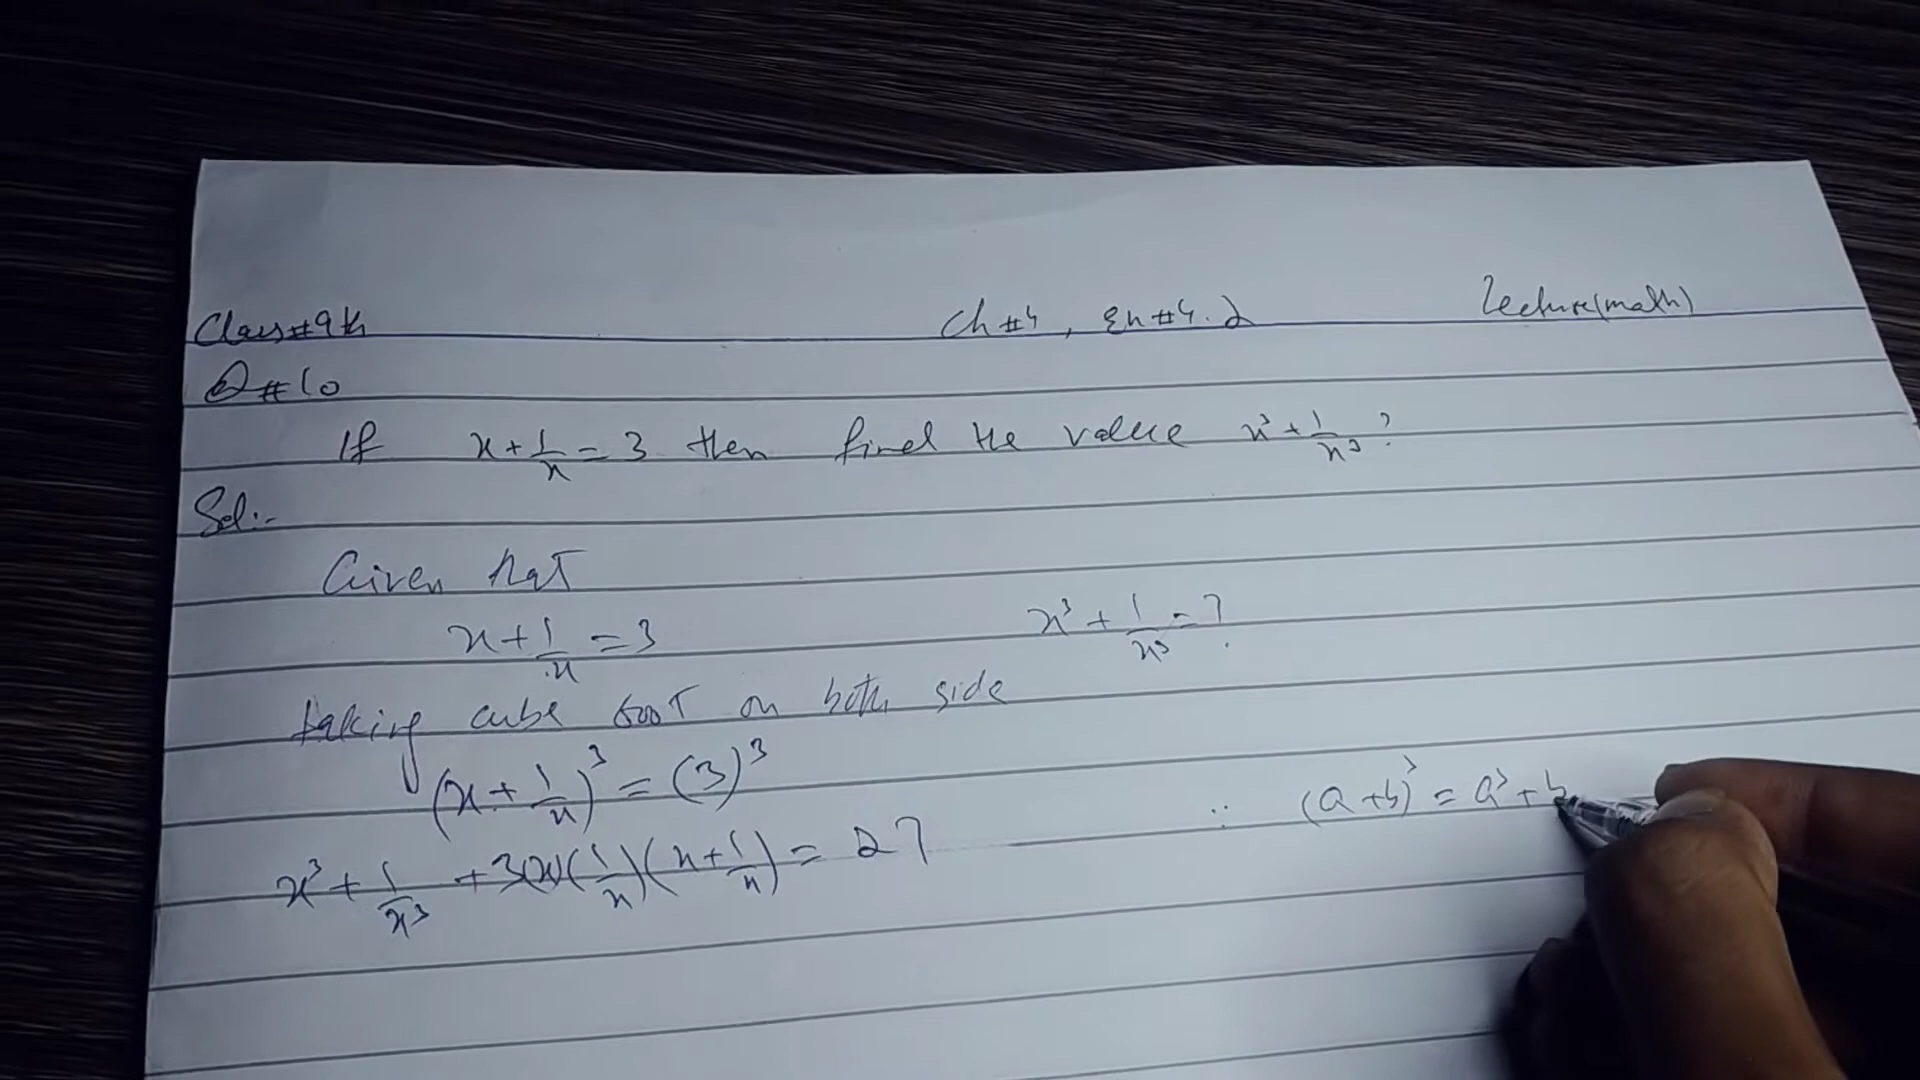 Class#9th Ch#4, Ex#4.2 Lecture(math)
Q#10
If x+1/x=3 then find the value x³+1/x³?
Sol:-
Given that
x+1/x=3 x³+1/x³=?
taking cube root on both side
(x+1/x)³=(3)³
x³+1/x³+3(x)(1/x)(x+1/x)=27 ∵ (a+b)³=a³+b